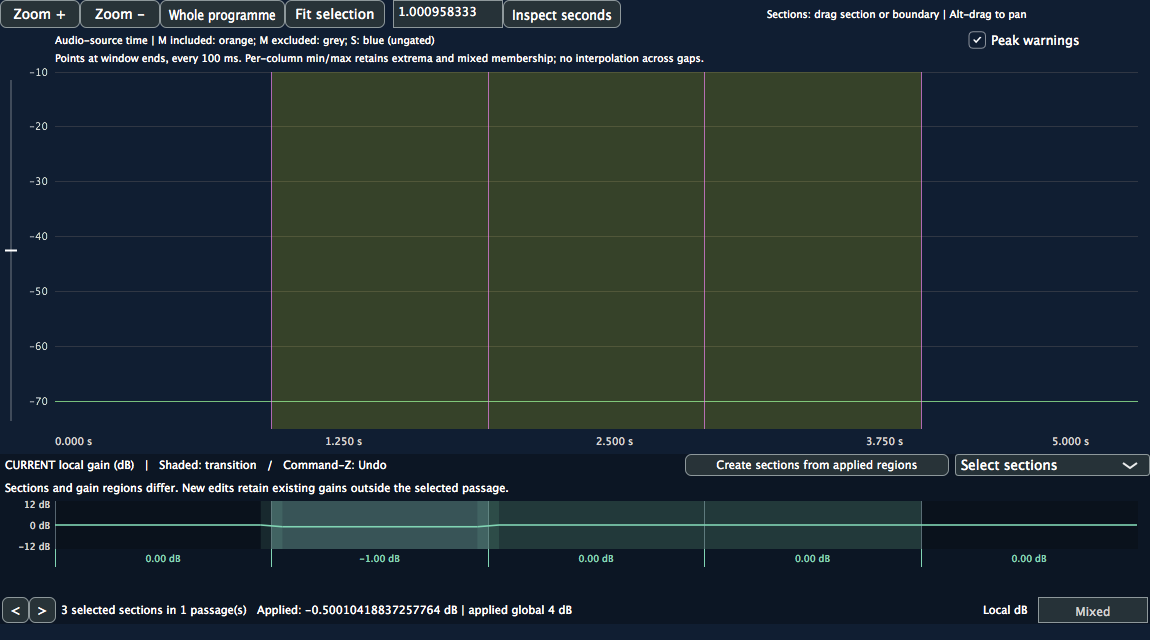 Zoom + Zoom - Whole programme Fit selection 1.000958333 Inspect seconds Sections: drag section or boundary | Alt-drag to pan
Audio-source time | M included: orange; M excluded: grey; S: blue (ungated) Peak warnings
Points at window ends, every 100 ms. Per-column min/max retains extrema and mixed membership; no interpolation across gaps.
-10
-20
-30
-40
-50
-60
-70
0.000 s 1.250 s 2.500 s 3.750 s 5.000 s
CURRENT local gain (dB) | Shaded: transition / Command-Z: Undo Create sections from applied regions Select sections
Sections and gain regions differ. New edits retain existing gains outside the selected passage.
12 dB
0 dB
-12 dB
0.00 dB -1.00 dB 0.00 dB 0.00 dB 0.00 dB
< > 3 selected sections in 1 passage(s) Applied: -0.50010418837257764 dB | applied global 4 dB Local dB Mixed